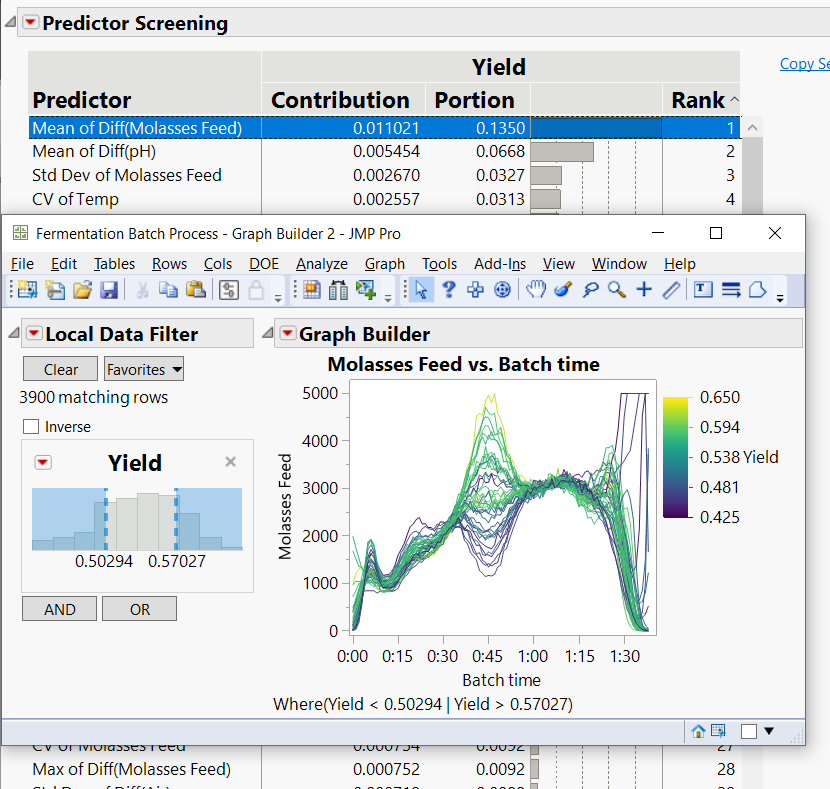 Predictor Screening
Yield
Copy Se
Predictor Contribution Portion Rank
Mean of Diff(Molasses Feed) 0.011021 0.1350 1
Mean of Diff(pH) 0.005454 0.0668 2
Std Dev of Molasses Feed 0.002670 0.0327 3
CV of Temp 0.002557 0.0313 4
Fermentation Batch Process - Graph Builder 2 - JMP Pro
File Edit Tables Rows Cols DOE Analyze Graph Tools Add-Ins View Window Help
Local Data Filter
Clear Favorites
3900 matching rows
Inverse
Yield
0.50294 0.57027
AND OR
Graph Builder
Molasses Feed vs. Batch time
Molasses Feed
5000
4000
3000
2000
1000
0
0:00 0:15 0:30 0:45 1:00 1:15 1:30
Batch time
Where(Yield < 0.50294 | Yield > 0.57027)
0.650
0.594
0.538 Yield
0.481
0.425
CV of Molasses Feed 0.000754 0.0092 27
Max of Diff(Molasses Feed) 0.000752 0.0092 28